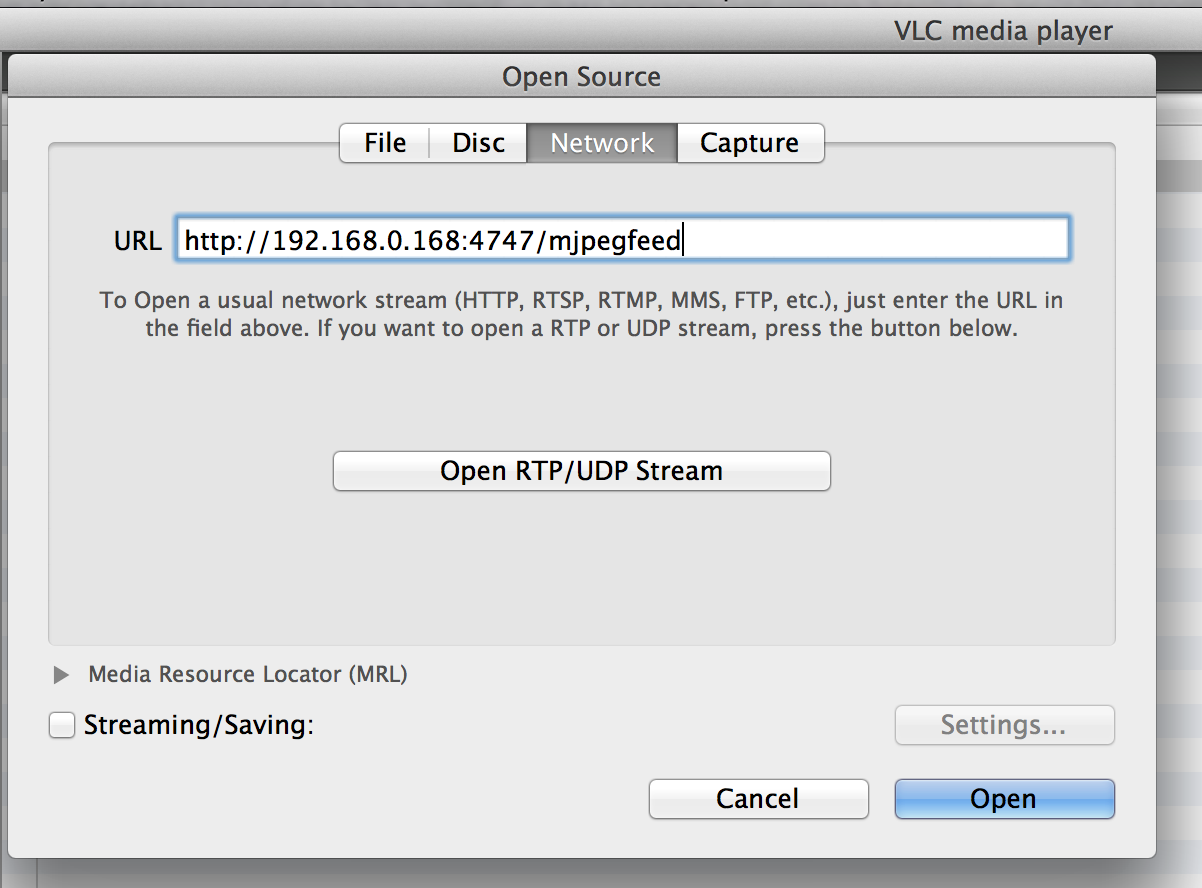 VLC media player
Open Source
File Disc Network Capture
URL http://192.168.0.168:4747/mjpegfeed
To Open a usual network stream (HTTP, RTSP, RTMP, MMS, FTP, etc.), just enter the URL in
the field above. If you want to open a RTP or UDP stream, press the button below.
Open RTP/UDP Stream
Media Resource Locator (MRL)
Streaming/Saving: Settings...
Cancel Open